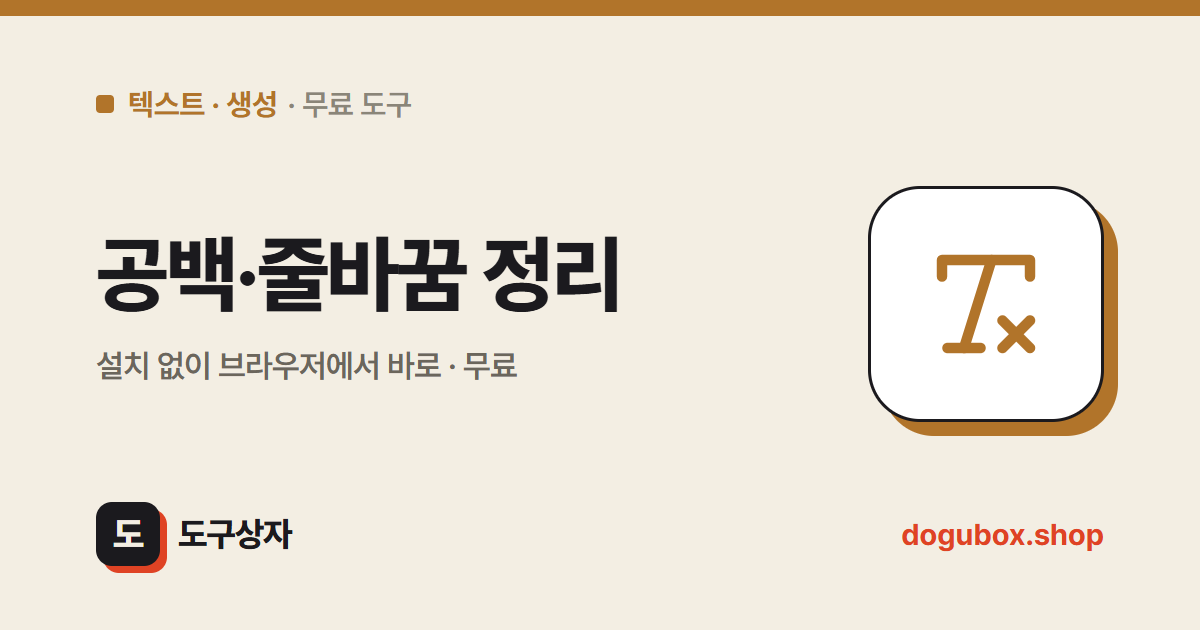 텍스트 · 생성 · 무료 도구
공백·줄바꿈 정리
설치 없이 브라우저에서 바로 · 무료
도 도구상자
dogubox.shop